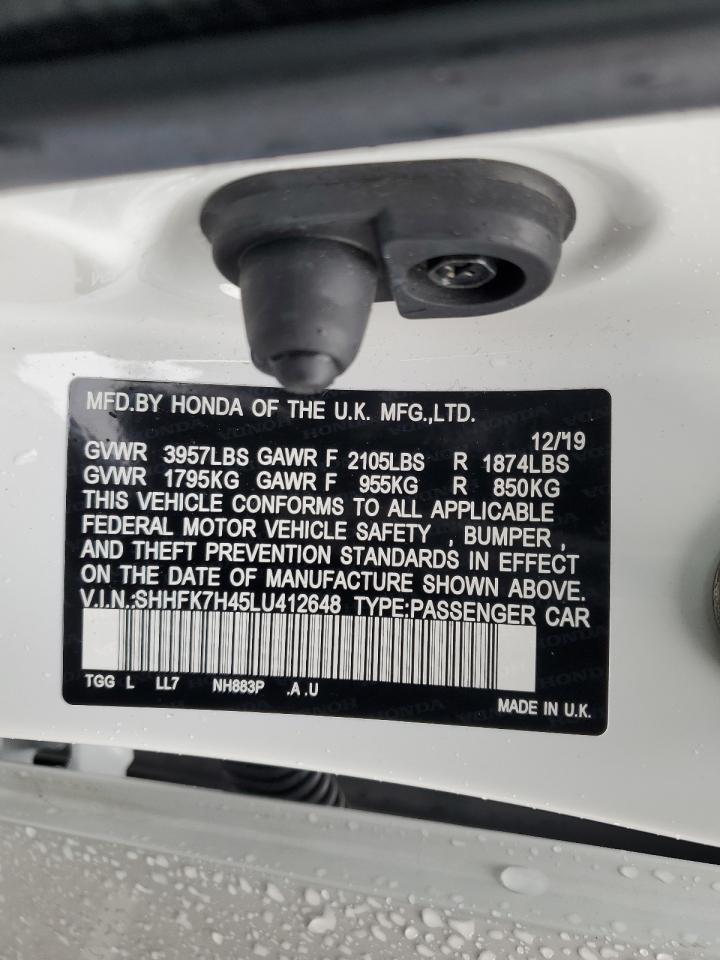 MFD.BY HONDA OF THE U.K. MFG.,LTD.
12/19
GVWR 3957LBS GAWR F 2105LBS R 1874LBS
GVWR 1795KG GAWR F 955KG R 850KG
THIS VEHICLE CONFORMS TO ALL APPLICABLE
FEDERAL MOTOR VEHICLE SAFETY , BUMPER ,
AND THEFT PREVENTION STANDARDS IN EFFECT
ON THE DATE OF MANUFACTURE SHOWN ABOVE.
V.I.N.:SHHFK7H45LU412648 TYPE:PASSENGER CAR
TGG L LL7 NH883P .A .U
MADE IN U.K.